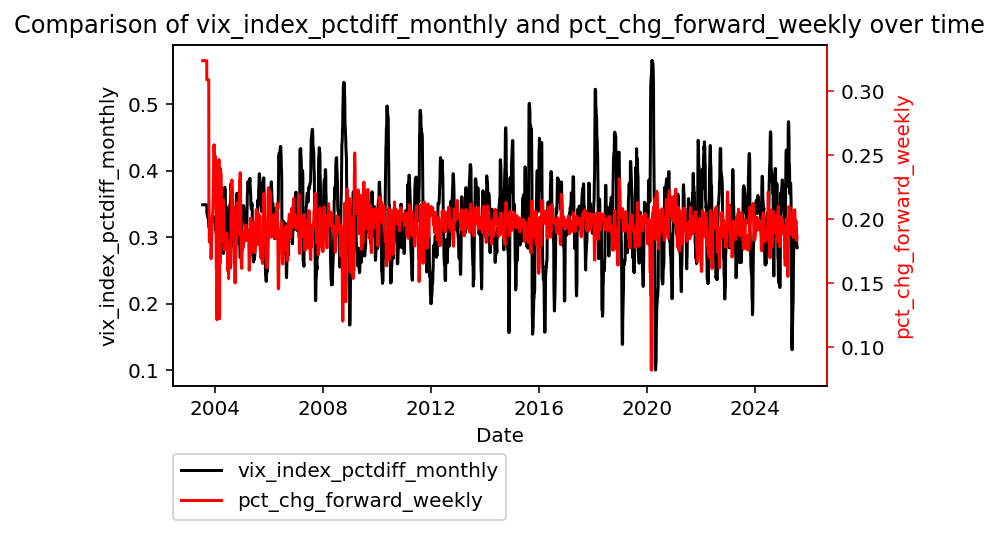 Comparison of vix_index_pctdiff_monthly and pct_chg_forward_weekly over time
vix_index_pctdiff_monthly
0.5
0.4
0.3
0.2
0.1
0.30
0.25
0.20
0.15
0.10
pct_chg_forward_weekly
2004 2008 2012 2016 2020 2024
Date
vix_index_pctdiff_monthly
pct_chg_forward_weekly